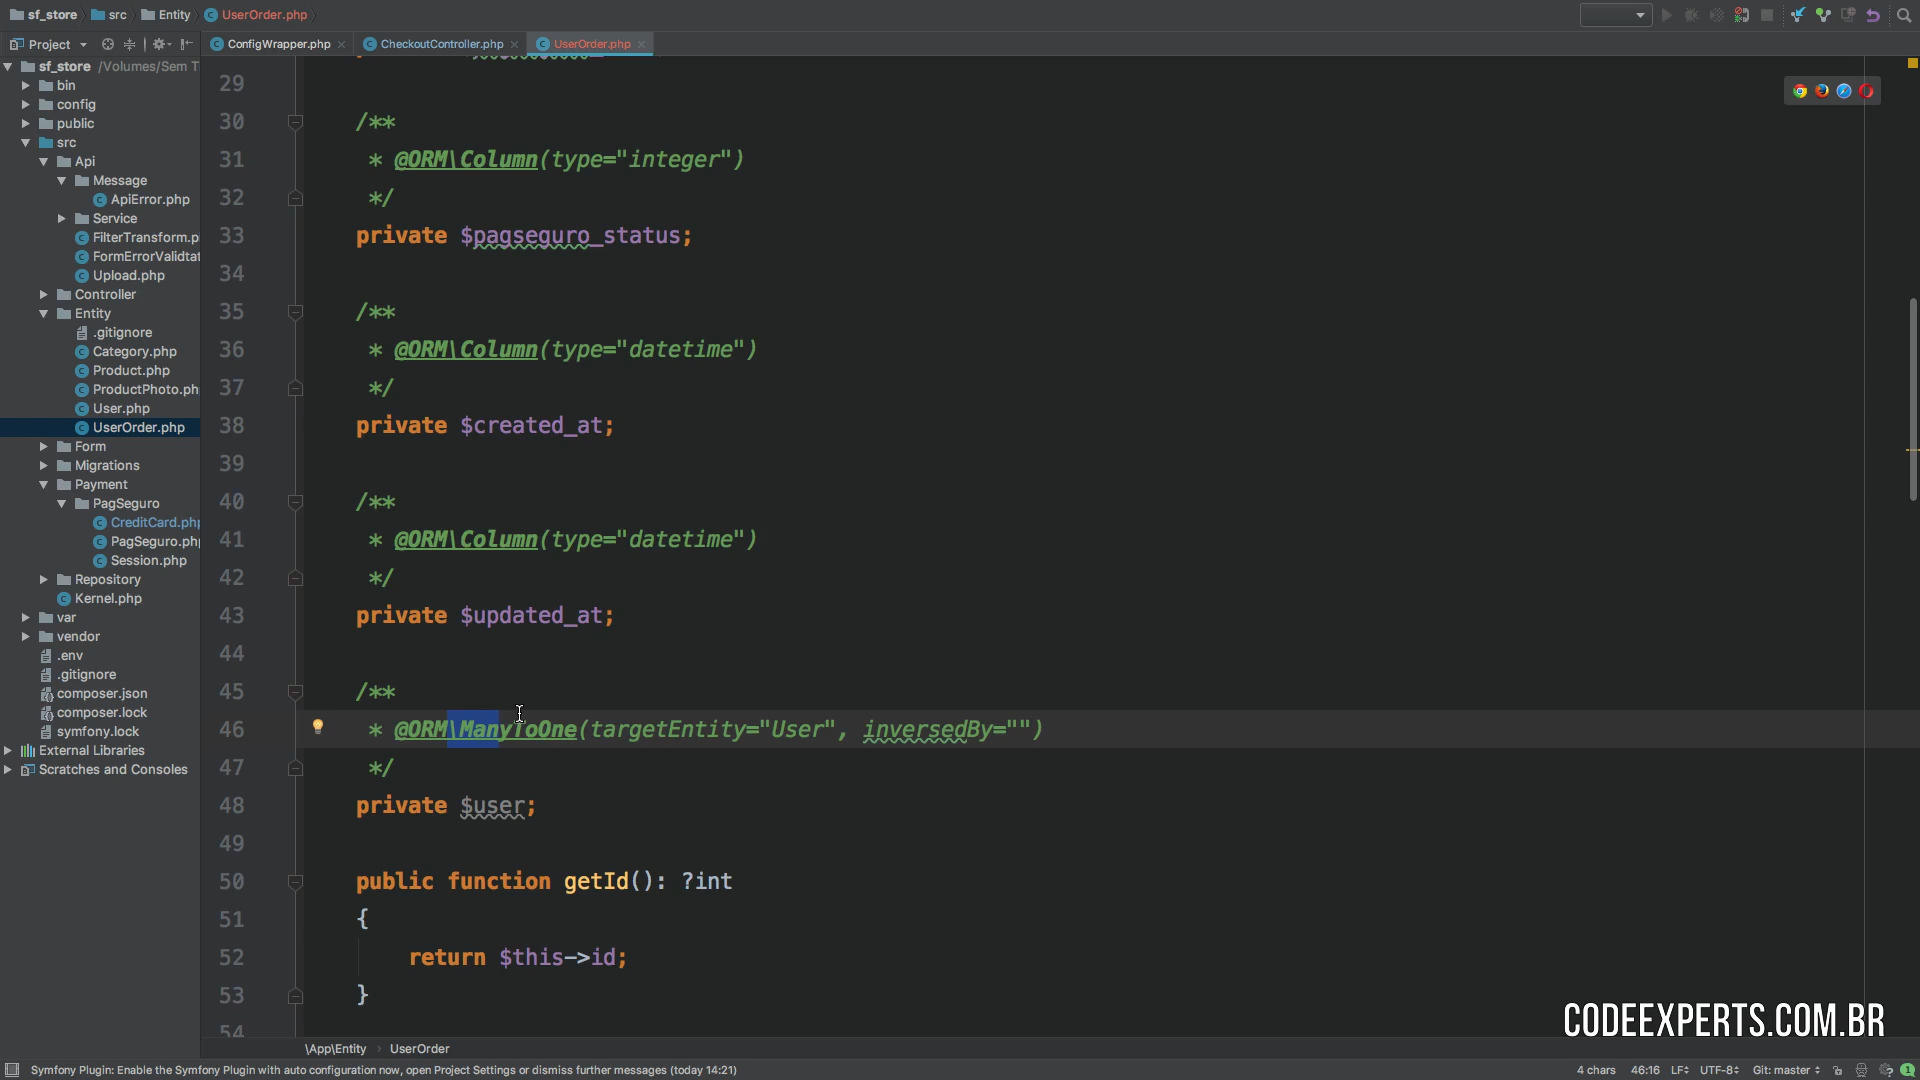 sf_store src Entity UserOrder.php
Project
ConfigWrapper.php CheckoutController.php UserOrder.php
sf_store /Volumes/Sem T
bin
config
public
src
Api
Message
ApiError.php
Service
FilterTransform.p
FormErrorValidtat
Upload.php
Controller
Entity
.gitignore
Category.php
Product.php
ProductPhoto.ph
User.php
UserOrder.php
Form
Migrations
Payment
PagSeguro
CreditCard.php
PagSeguro.php
Session.php
Repository
Kernel.php
var
vendor
.env
.gitignore
composer.json
composer.lock
symfony.lock
External Libraries
Scratches and Consoles
29
30 /**
31 * @ORM\Column(type="integer")
32 */
33 private $pagseguro_status;
34
35 /**
36 * @ORM\Column(type="datetime")
37 */
38 private $created_at;
39
40 /**
41 * @ORM\Column(type="datetime")
42 */
43 private $updated_at;
44
45 /**
46 * @ORM\ManyToOne(targetEntity="User", inversedBy="")
47 */
48 private $user;
49
50 public function getId(): ?int
51 {
52 return $this->id;
53 }
54
CODEEXPERTS.COM.BR
\App\Entity UserOrder
Symfony Plugin: Enable the Symfony Plugin with auto configuration now, open Project Settings or dismiss further messages (today 14:21)
4 chars 46:16 LF UTF-8 Git: master 1